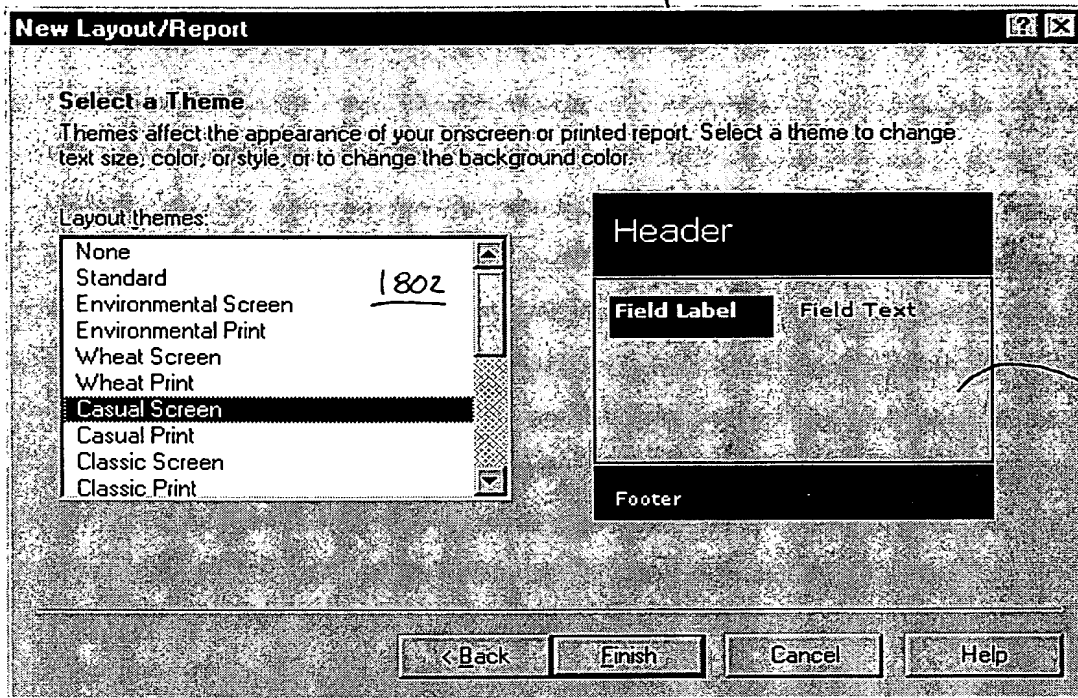 New Layout/Report
Select a Theme
Themes affect the appearance of your onscreen or printed report. Select a theme to change
text size, color, or style, or to change the background color.
Layout themes:
None
Standard
1802
Environmental Screen
Environmental Print
Wheat Screen
Wheat Print
Casual Screen
Casual Print
Classic Screen
Classic Print
Header
Field Label Field Text
Footer
< Back Finish Cancel Help